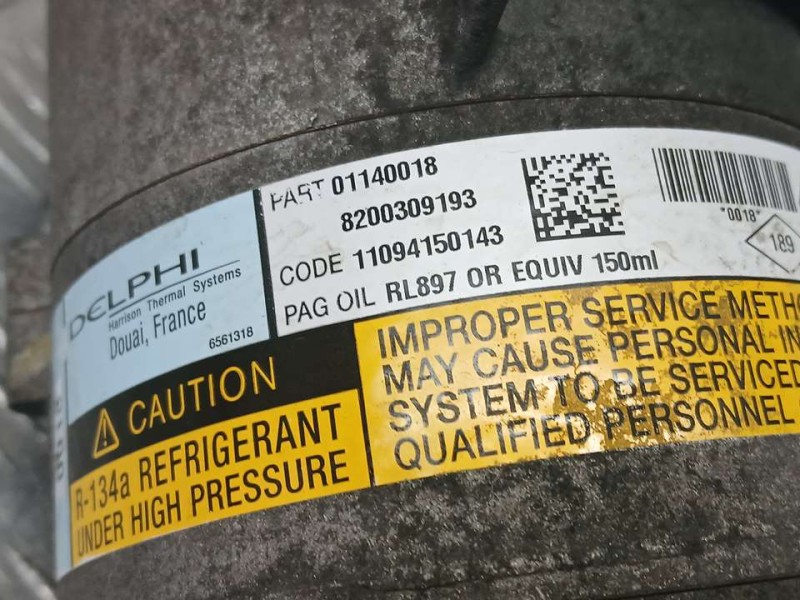 DELPHI
Harrison Thermal Systems
Douai, France
6561318
PART 01140018
8200309193
CODE 11094150143
PAG OIL RL897 OR EQUIV 150ml
*0018*
189
CAUTION
R-134a REFRIGERANT
UNDER HIGH PRESSURE
IMPROPER SERVICE METHO
MAY CAUSE PERSONAL IN
SYSTEM TO BE SERVICED
QUALIFIED PERSONNEL